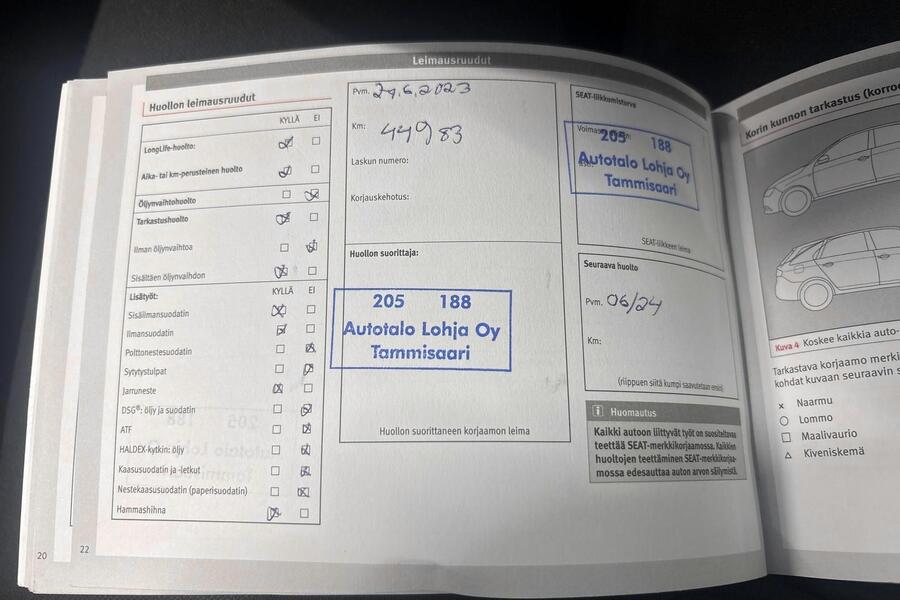 Leimausruudut
Huollon leimausruudut
KYLLÄ EI
LongLife-huolto:
Aika- tai km-perusteinen huolto
Öljynvaihtohuolto
Tarkastushuolto
Ilman öljynvaihtoa
Sisältäen öljynvaihdon
Lisätyöt: KYLLÄ EI
Sisäilmansuodatin
Ilmansuodatin
Polttonestesuodatin
Sytytystulpat
Jarruneste
DSG®: öljy ja suodatin
ATF
HALDEX-kytkin: öljy
Kaasusuodatin ja -letkut
Nestekaasusuodatin (paperisuodatin)
Hammashihna
20
22
Pvm. 29.6.2023
Km: 44983
Laskun numero:
Korjauskehotus:
Huollon suorittaja:
205 188
Autotalo Lohja Oy
Tammisaari
Huollon suorittaneen korjaamon leima
SEAT-liikkumisturva
205 188
Autotalo Lohja Oy
Tammisaari
SEAT-liikkeen leima
Seuraava huolto
Pvm. 06/24
Km:
(riippuen siitä kumpi saavutetaan ensin)
i Huomautus
Kaikki autoon liittyvät työt on suositeltavaa
teettää SEAT-merkkikorjaamossa. Kaikkien
huoltojen teettäminen SEAT-merkkikorjaa-
mossa edesauttaa auton arvon säilymistä.
Korin kunnon tarkastus (korroo
Kuva 4 Koskee kaikkia auto-
Tarkastava korjaamo merki
kohdat kuvaan seuraavin s
× Naarmu
○ Lommo
□ Maalivaurio
△ Kiveniskemä